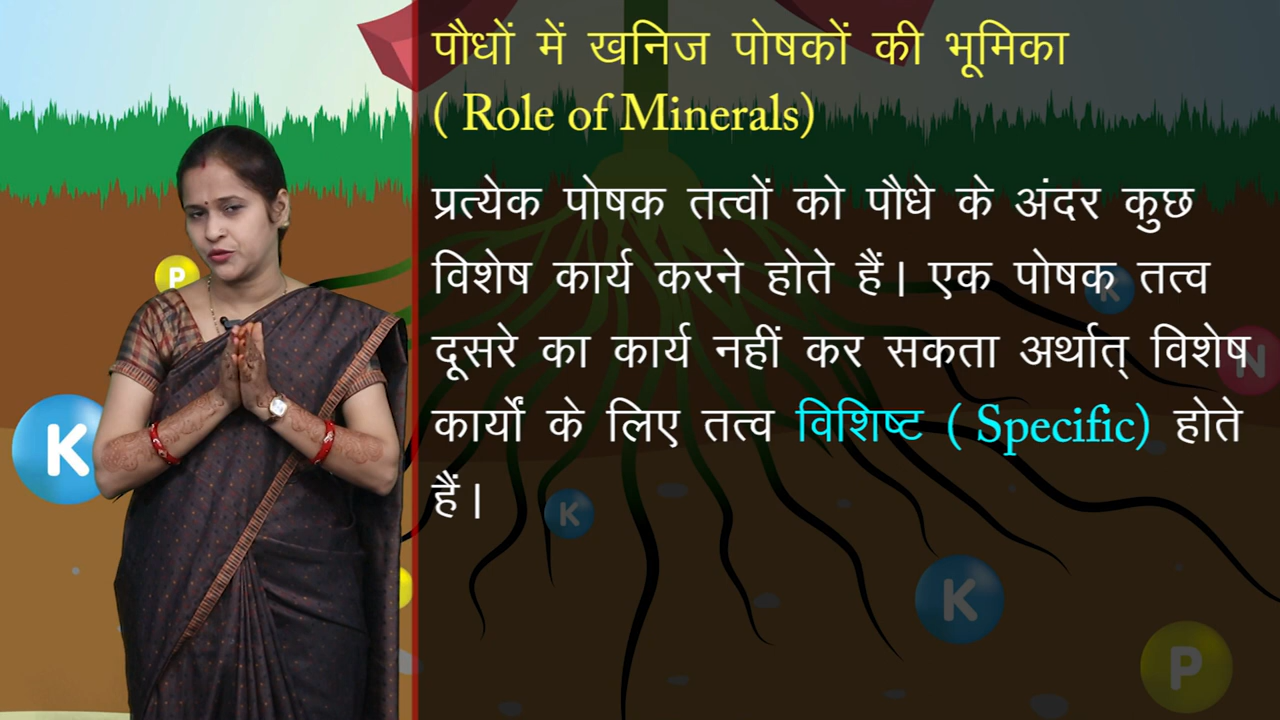 पौधों में खनिज पोषकों की भूमिका
( Role of Minerals)
प्रत्येक पोषक तत्वों को पौधे के अंदर कुछ
विशेष कार्य करने होते हैं। एक पोषक तत्व
दूसरे का कार्य नहीं कर सकता अर्थात् विशेष
कार्यों के लिए तत्व विशिष्ट ( Specific) होते
हैं।
P
K
K
N
K
K
P